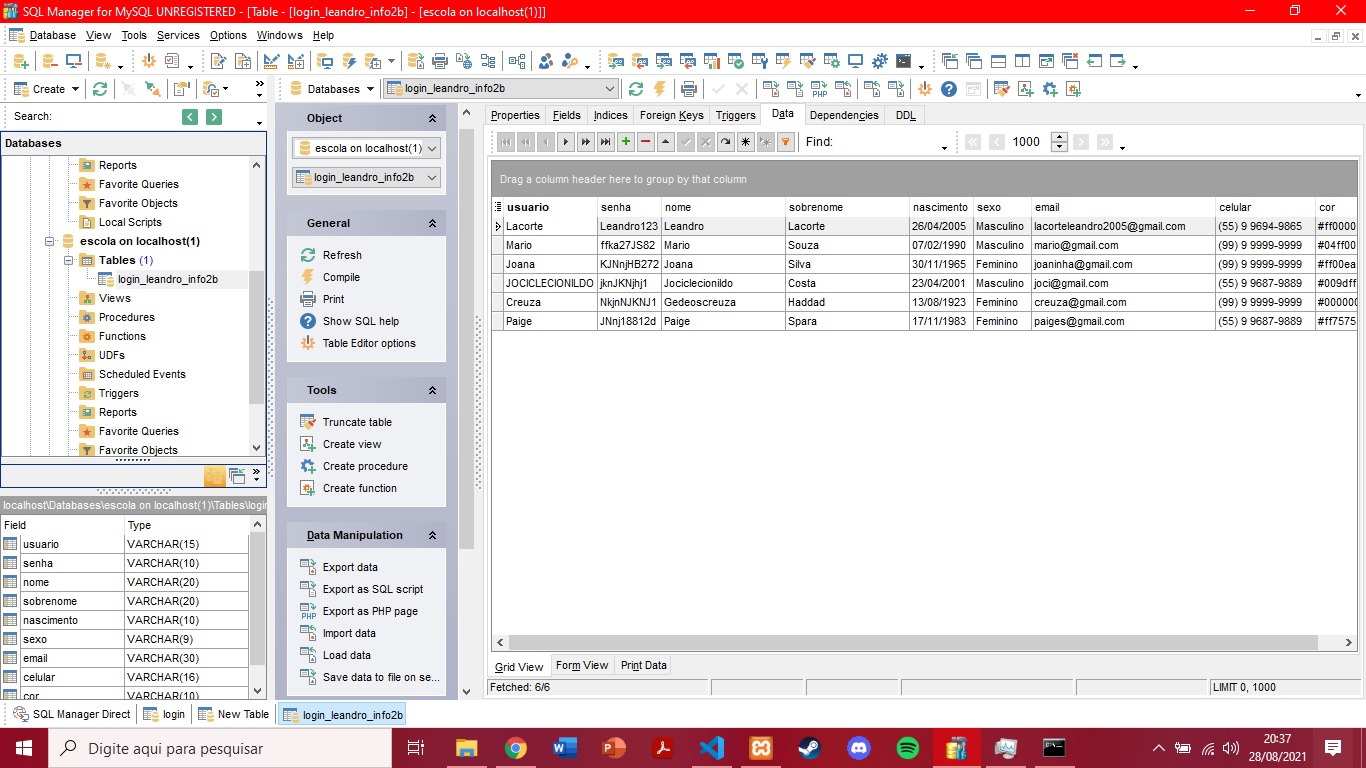 SQL Manager for MySQL UNREGISTERED - [Table - [login_leandro_info2b] - [escola on localhost(1)]]
Database View Tools Services Options Windows Help
Create Databases login_leandro_info2b
Search:
Databases
Reports
Favorite Queries
Favorite Objects
Local Scripts
escola on localhost(1)
Tables (1)
login_leandro_info2b
Views
Procedures
Functions
UDFs
Scheduled Events
Triggers
Reports
Favorite Queries
Favorite Objects
localhost\Databases\escola on localhost(1)\Tables\login
Field Type
usuario VARCHAR(15)
senha VARCHAR(10)
nome VARCHAR(20)
sobrenome VARCHAR(20)
nascimento VARCHAR(10)
sexo VARCHAR(9)
email VARCHAR(30)
celular VARCHAR(16)
cor VARCHAR(10)
Object
escola on localhost(1)
login_leandro_info2b
General
Refresh
Compile
Print
Show SQL help
Table Editor options
Tools
Truncate table
Create view
Create procedure
Create function
Data Manipulation
Export data
Export as SQL script
Export as PHP page
Import data
Load data
Save data to file on se...
Properties Fields Indices Foreign Keys Triggers Data Dependencies DDL
Find: 1000
Drag a column header here to group by that column
usuario senha nome sobrenome nascimento sexo email celular cor
Lacorte Leandro123 Leandro Lacorte 26/04/2005 Masculino lacorteleandro2005@gmail.com (55) 9 9694-9865 #ff0000
Mario ffka27JS82 Mario Souza 07/02/1990 Masculino mario@gmail.com (99) 9 9999-9999 #04ff00
Joana KJNnjHB272 Joana Silva 30/11/1965 Feminino joaninha@gmail.com (99) 9 9999-9999 #ff00ea
JOCICLECIONILDO jknJKNjhj1 Jociclecionildo Costa 23/04/2001 Masculino joci@gmail.com (55) 9 9687-9889 #009dff
Creuza NkjnNJKNJ1 Gedeoscreuza Haddad 13/08/1923 Feminino creuza@gmail.com (99) 9 9999-9999 #000000
Paige JNnj18812d Paige Spara 17/11/1983 Feminino paiges@gmail.com (55) 9 9687-9889 #ff7575
Grid View Form View Print Data
Fetched: 6/6 LIMIT 0, 1000
SQL Manager Direct login New Table login_leandro_info2b
Digite aqui para pesquisar
20:37
28/08/2021